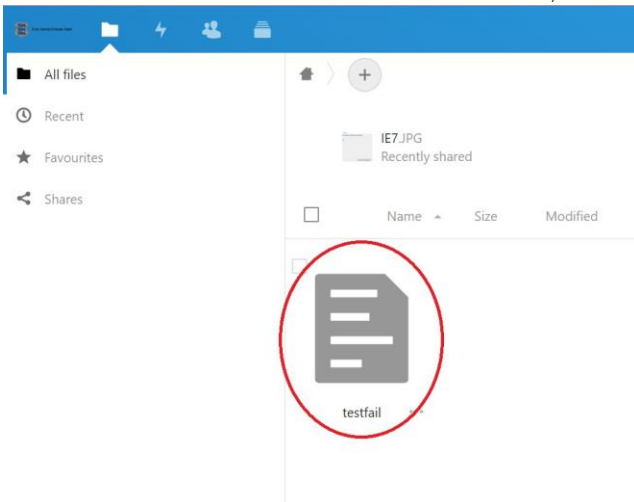 All files
Recent
Favourites
Shares
IE7.JPG
Recently shared
Name Size Modified
testfail